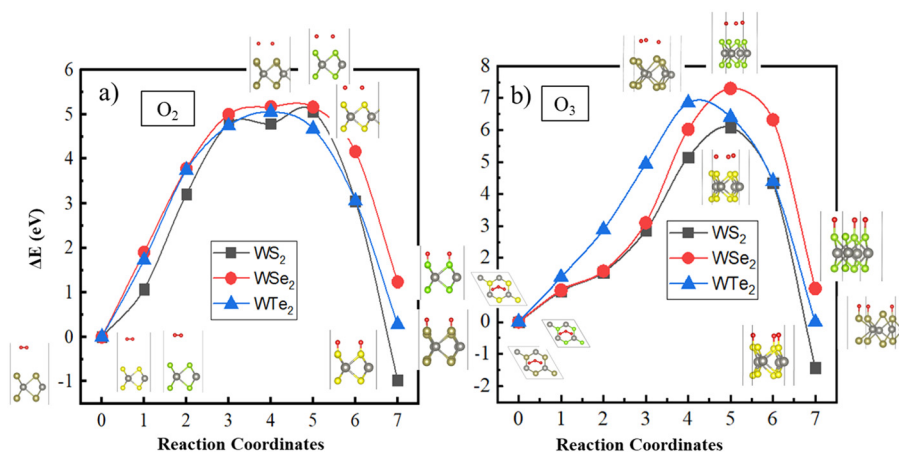 a)
O2
ΔE (eV)
6
5
4
3
2
1
0
-1
WS2
WSe2
WTe2
0 1 2 3 4 5 6 7
Reaction Coordinates
b)
O3
8
7
6
5
4
3
2
1
0
-1
-2
WS2
WSe2
WTe2
0 1 2 3 4 5 6 7
Reaction Coordinates